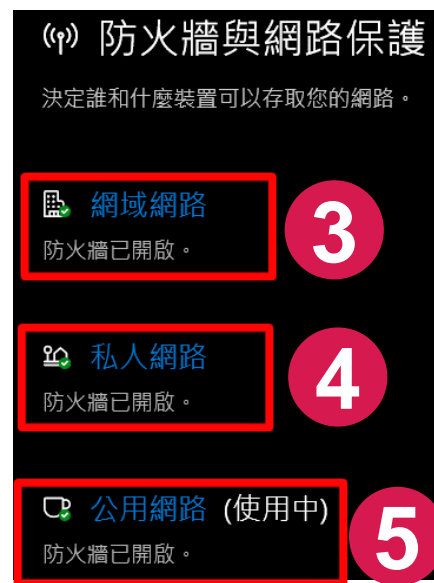 防火牆與網路保護
決定誰和什麼裝置可以存取您的網路。
網域網路
防火牆已開啟。
3
私人網路
防火牆已開啟。
4
公用網路 (使用中)
防火牆已開啟。
5